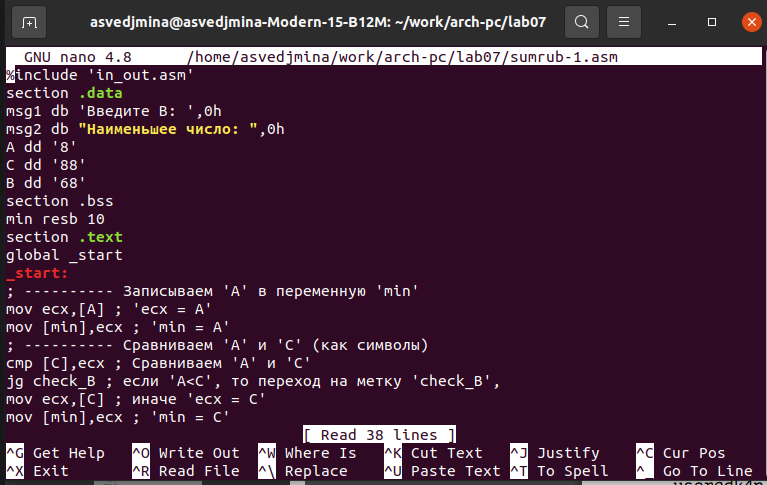 asvedjmina@asvedjmina-Modern-15-B12M: ~/work/arch-pc/lab07
GNU nano 4.8 /home/asvedjmina/work/arch-pc/lab07/sumrub-1.asm
%include 'in_out.asm'
section .data
msg1 db 'Введите B: ',0h
msg2 db "Наименьшее число: ",0h
A dd '8'
C dd '88'
B dd '68'
section .bss
min resb 10
section .text
global _start
_start:
; ---------- Записываем 'A' в переменную 'min'
mov ecx,[A] ; 'ecx = A'
mov [min],ecx ; 'min = A'
; ---------- Сравниваем 'A' и 'С' (как символы)
cmp [C],ecx ; Сравниваем 'A' и 'С'
jg check_B ; если 'A<C', то переход на метку 'check_B',
mov ecx,[C] ; иначе 'ecx = C'
mov [min],ecx ; 'min = C'
[ Read 38 lines ]
^G Get Help ^O Write Out ^W Where Is ^K Cut Text ^J Justify ^C Cur Pos
^X Exit ^R Read File ^\ Replace ^U Paste Text ^T To Spell ^_ Go To Line